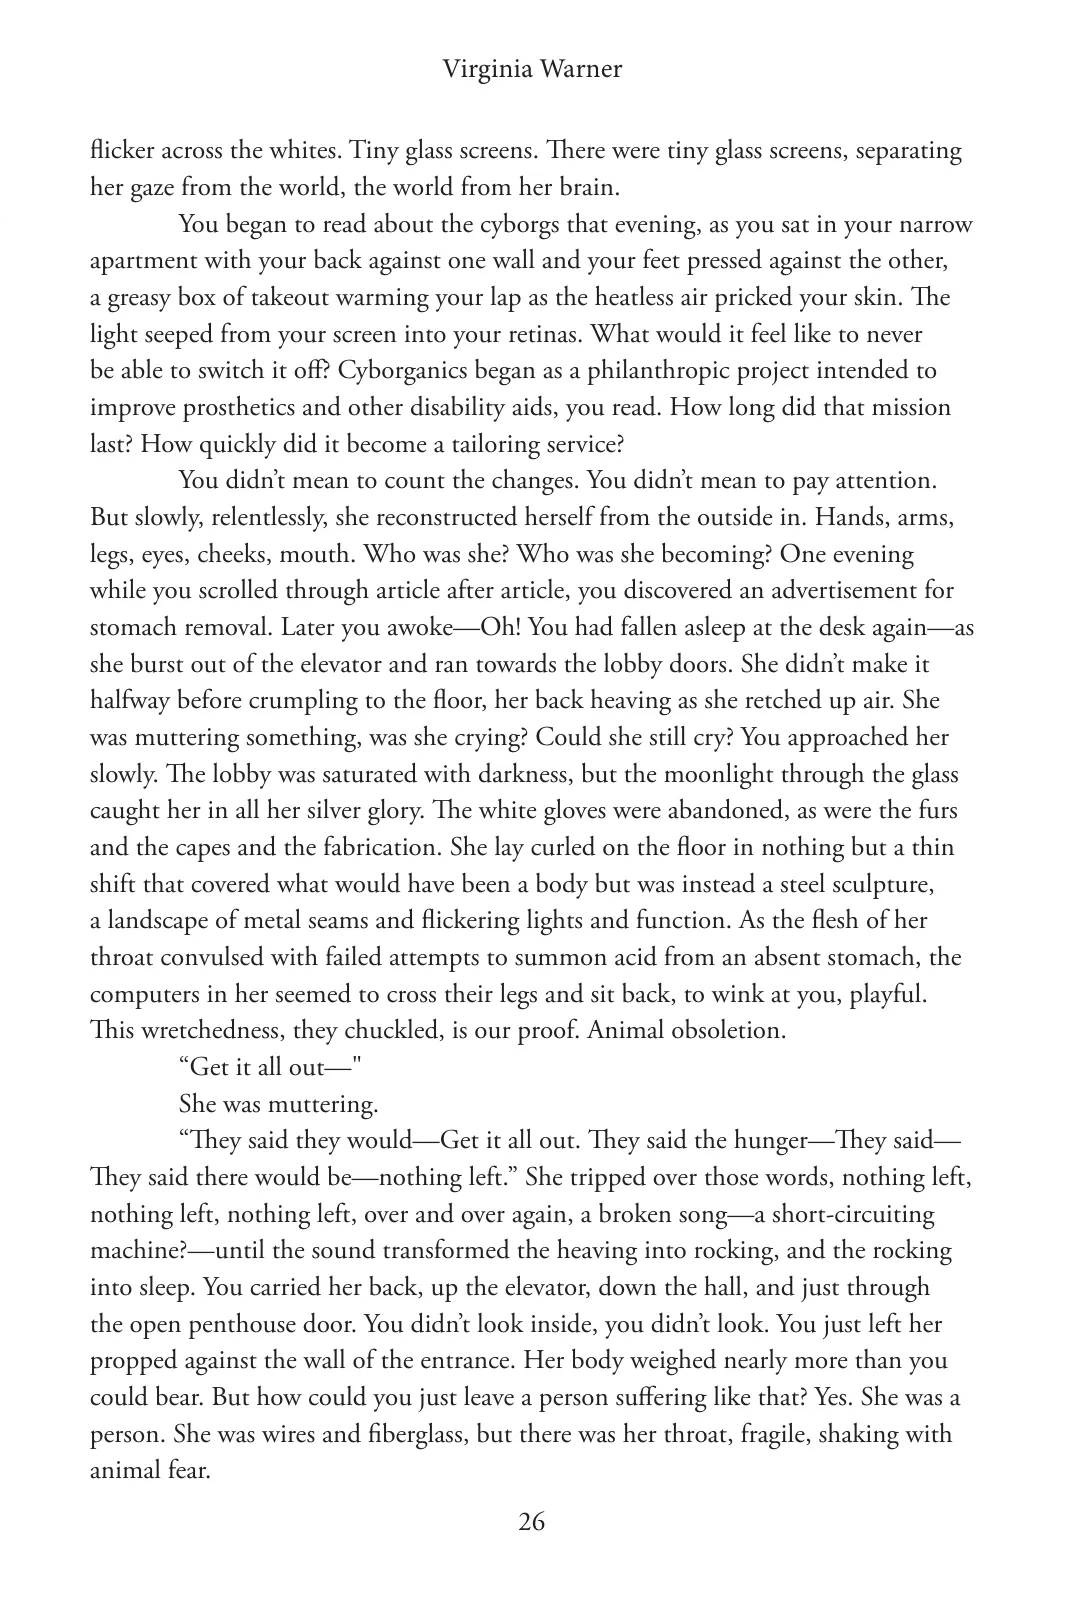 Virginia Warner
flicker across the whites. Tiny glass screens. There were tiny glass screens, separating
her gaze from the world, the world from her brain.
You began to read about the cyborgs that evening, as you sat in your narrow
apartment with your back against one wall and your feet pressed against the other,
a greasy box of takeout warming your lap as the heatless air pricked your skin. The
light seeped from your screen into your retinas. What would it feel like to never
be able to switch it off? Cyborganics began as a philanthropic project intended to
improve prosthetics and other disability aids, you read. How long did that mission
last? How quickly did it become a tailoring service?
You didn’t mean to count the changes. You didn’t mean to pay attention.
But slowly, relentlessly, she reconstructed herself from the outside in. Hands, arms,
legs, eyes, cheeks, mouth. Who was she? Who was she becoming? One evening
while you scrolled through article after article, you discovered an advertisement for
stomach removal. Later you awoke—Oh! You had fallen asleep at the desk again—as
she burst out of the elevator and ran towards the lobby doors. She didn’t make it
halfway before crumpling to the floor, her back heaving as she retched up air. She
was muttering something, was she crying? Could she still cry? You approached her
slowly. The lobby was saturated with darkness, but the moonlight through the glass
caught her in all her silver glory. The white gloves were abandoned, as were the furs
and the capes and the fabrication. She lay curled on the floor in nothing but a thin
shift that covered what would have been a body but was instead a steel sculpture,
a landscape of metal seams and flickering lights and function. As the flesh of her
throat convulsed with failed attempts to summon acid from an absent stomach, the
computers in her seemed to cross their legs and sit back, to wink at you, playful.
This wretchedness, they chuckled, is our proof. Animal obsoletion.
“Get it all out—"
She was muttering.
“They said they would—Get it all out. They said the hunger—They said—
They said there would be—nothing left.” She tripped over those words, nothing left,
nothing left, nothing left, over and over again, a broken song—a short-circuiting
machine?—until the sound transformed the heaving into rocking, and the rocking
into sleep. You carried her back, up the elevator, down the hall, and just through
the open penthouse door. You didn’t look inside, you didn’t look. You just left her
propped against the wall of the entrance. Her body weighed nearly more than you
could bear. But how could you just leave a person suffering like that? Yes. She was a
person. She was wires and fiberglass, but there was her throat, fragile, shaking with
animal fear.
26